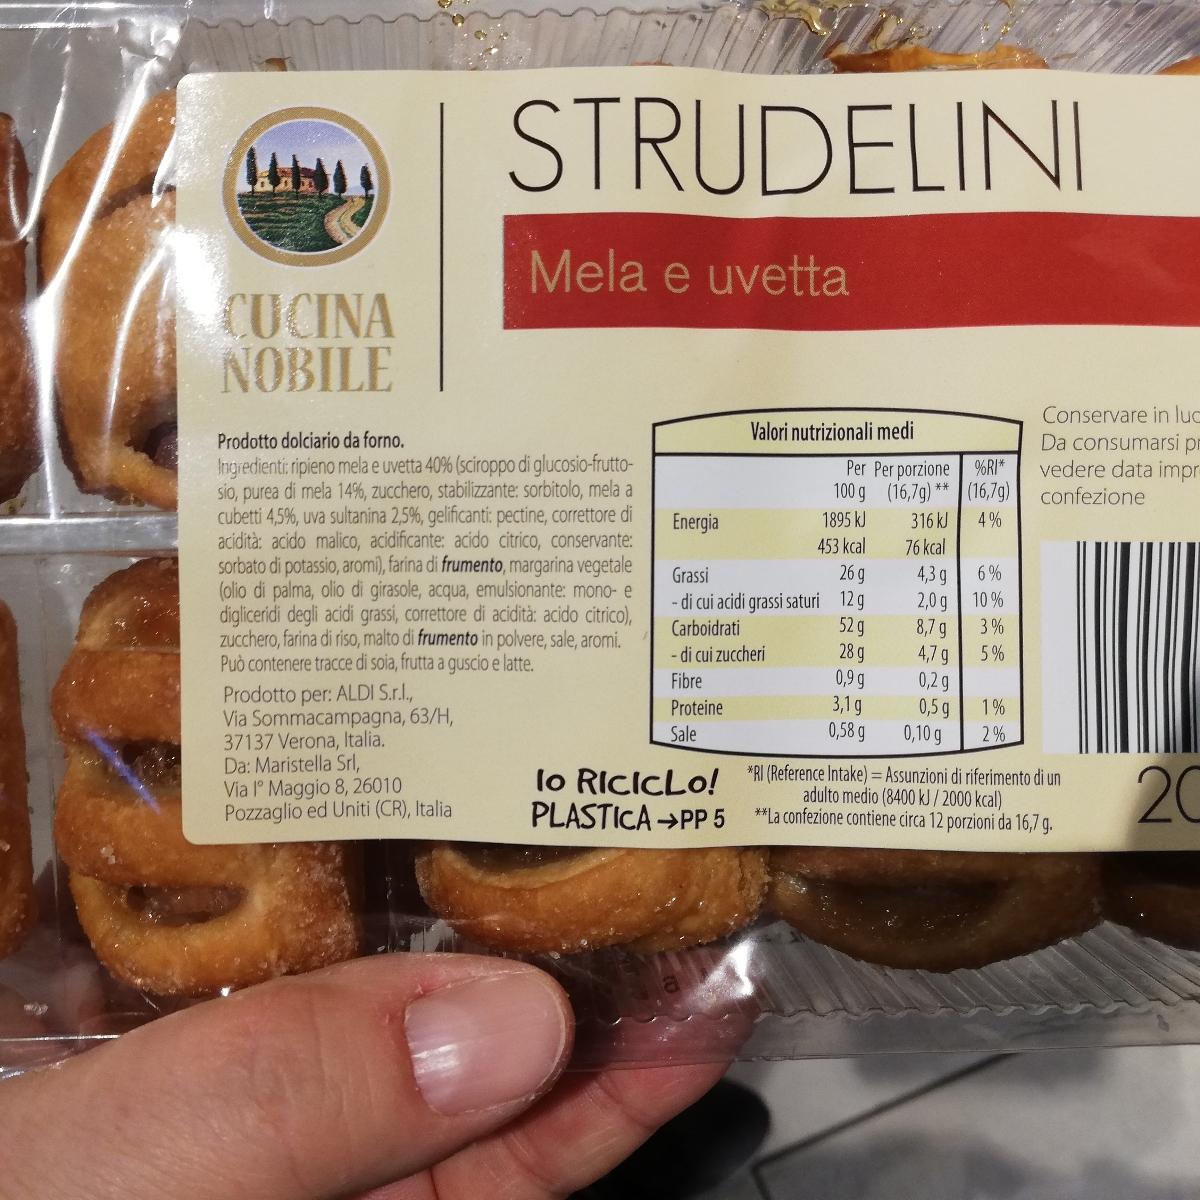 STRUDELINI
Mela e uvetta
CUCINA
NOBILE
Prodotto dolciario da forno.
Ingredienti: ripieno mela e uvetta 40% (sciroppo di glucosio-frutto-
sio, purea di mela 14%, zucchero, stabilizzante: sorbitolo, mela a
cubetti 4,5%, uva sultanina 2,5%, gelificanti: pectine, correttore di
acidità: acido malico, acidificante: acido citrico, conservante:
sorbato di potassio, aromi), farina di frumento, margarina vegetale
(olio di palma, olio di girasole, acqua, emulsionante: mono- e
digliceridi degli acidi grassi, correttore di acidità: acido citrico),
zucchero, farina di riso, malto di frumento in polvere, sale, aromi.
Può contenere tracce di soia, frutta a guscio e latte.
Prodotto per: ALDI S.r.l.,
Via Sommacampagna, 63/H,
37137 Verona, Italia.
Da: Maristella Srl,
Via I° Maggio 8, 26010
Pozzaglio ed Uniti (CR), Italia
Valori nutrizionali medi
Per Per porzione %RI*
100 g (16,7g) ** (16,7g)
Energia 1895 kJ 316 kJ 4 %
453 kcal 76 kcal
Grassi 26 g 4,3 g 6 %
- di cui acidi grassi saturi 12 g 2,0 g 10 %
Carboidrati 52 g 8,7 g 3 %
- di cui zuccheri 28 g 4,7 g 5 %
Fibre 0,9 g 0,2 g
Proteine 3,1 g 0,5 g 1 %
Sale 0,58 g 0,10 g 2 %
*RI (Reference Intake) = Assunzioni di riferimento di un
adulto medio (8400 kJ / 2000 kcal)
**La confezione contiene circa 12 porzioni da 16,7 g.
Io RICICLO!
PLASTICA→PP 5
Conservare in luo
Da consumarsi pr
vedere data impr
confezione
20